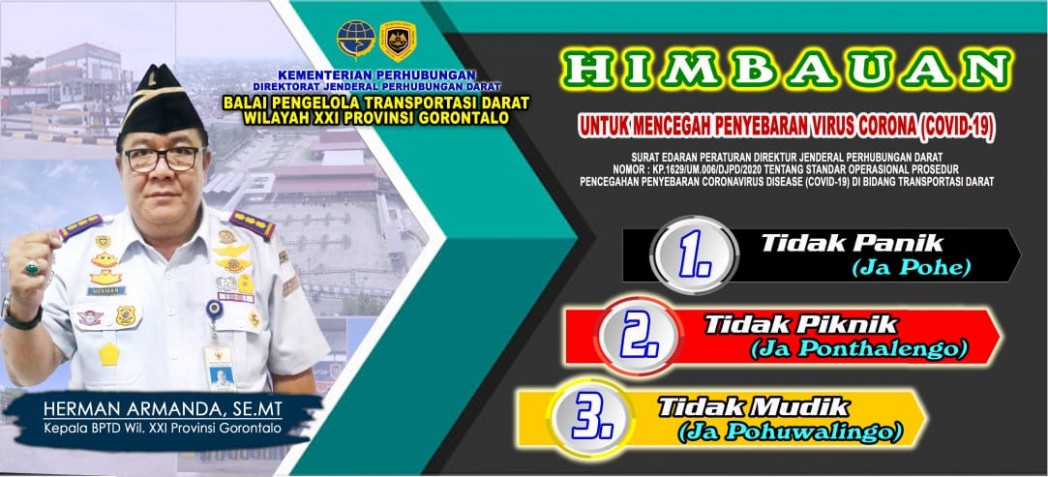 KEMENTERIAN PERHUBUNGAN
DIREKTORAT JENDERAL PERHUBUNGAN DARAT
BALAI PENGELOLA TRANSPORTASI DARAT
WILAYAH XXI PROVINSI GORONTALO
HERMAN
HERMAN ARMANDA, SE.MT
Kepala BPTD Wil. XXI Provinsi Gorontalo
HIMBAUAN
UNTUK MENCEGAH PENYEBARAN VIRUS CORONA (COVID-19)
SURAT EDARAN PERATURAN DIREKTUR JENDERAL PERHUBUNGAN DARAT
NOMOR : KP.1629/UM.006/DJPD/2020 TENTANG STANDAR OPERASIONAL PROSEDUR
PENCEGAHAN PENYEBARAN CORONAVIRUS DISEASE (COVID-19) DI BIDANG TRANSPORTASI DARAT
1. Tidak Panik
(Ja Pohe)
2. Tidak Piknik
(Ja Ponthalengo)
3. Tidak Mudik
(Ja Pohuwalingo)